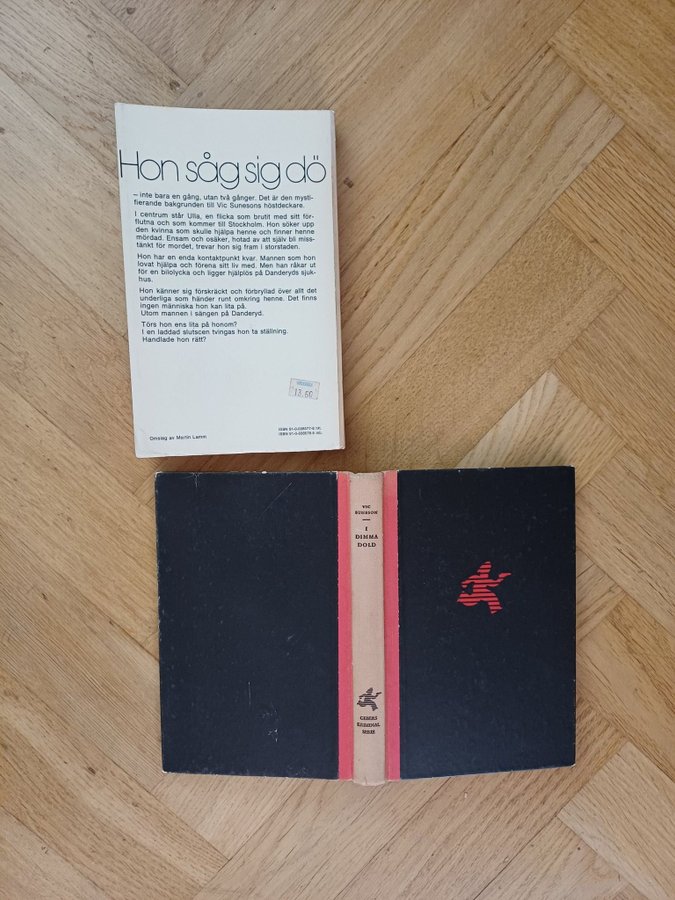 Hon såg sig dö
– inte bara en gång, utan två gånger. Det är den mysti-
fierande bakgrunden till Vic Sunesons höstdeckare.
I centrum står Ulla, en flicka som brutit med sitt för-
flutna och som kommer till Stockholm. Hon söker upp
den kvinna som skulle hjälpa henne och finner henne
mördad. Ensam och osäker, hotad av att själv bli miss-
tänkt för mordet, trevar hon sig fram i storstaden.
Hon har en enda kontaktpunkt kvar. Mannen som hon
lovat hjälpa och förena sitt liv med. Men han råkar ut
för en bilolycka och ligger hjälplös på Danderyds sjuk-
hus.
Hon känner sig förskräckt och förbryllad över allt det
underliga som händer runt omkring henne. Det finns
ingen människa hon kan lita på.
Utom mannen i sängen på Danderyd.
Törs hon ens lita på honom?
I en laddad slutscen tvingas hon ta ställning.
Handlade hon rätt?
13.60
Omslag av Martin Lamm
VIC
SUNESON
I
DIMMA
DOLD
GEBERS
KRIMINAL
SERIE